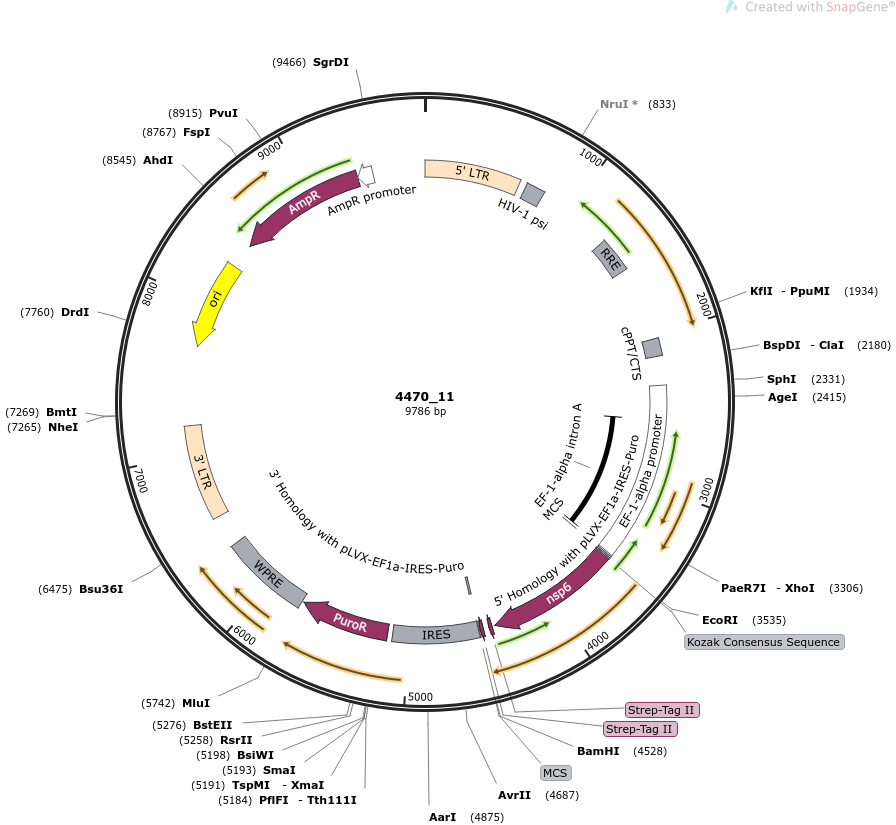 Created with SnapGene®
(9466) SgrDI
NruI * (833)
(8915) PvuI
(8767) FspI
(8545) AhdI
9000
1000
5' LTR
HIV-1 psi
AmpR promoter
AmpR
RRE
ori
8000
2000
KflI - PpuMI (1934)
(7760) DrdI
cPPT/CTS
BspDI - ClaI (2180)
SphI (2331)
AgeI (2415)
4470_11
9786 bp
(7269) BmtI
(7265) NheI
EF-1-alpha intron A
EF-1-alpha promoter
MCS
5' Homology with pLVX-EF1a-IRES-Puro
3' Homology with pLVX-EF1a-IRES-Puro
3' LTR
7000
3000
WPRE
PuroR
IRES
nsp6
(6475) Bsu36I
PaeR7I - XhoI (3306)
EcoRI (3535)
Kozak Consensus Sequence
6000
4000
5000
(5742) MluI
(5276) BstEII
(5258) RsrII
(5198) BsiWI
(5193) SmaI
(5191) TspMI - XmaI
(5184) PflFI - Tth111I
Strep-Tag II
Strep-Tag II
BamHI (4528)
MCS
AvrII (4687)
AarI (4875)